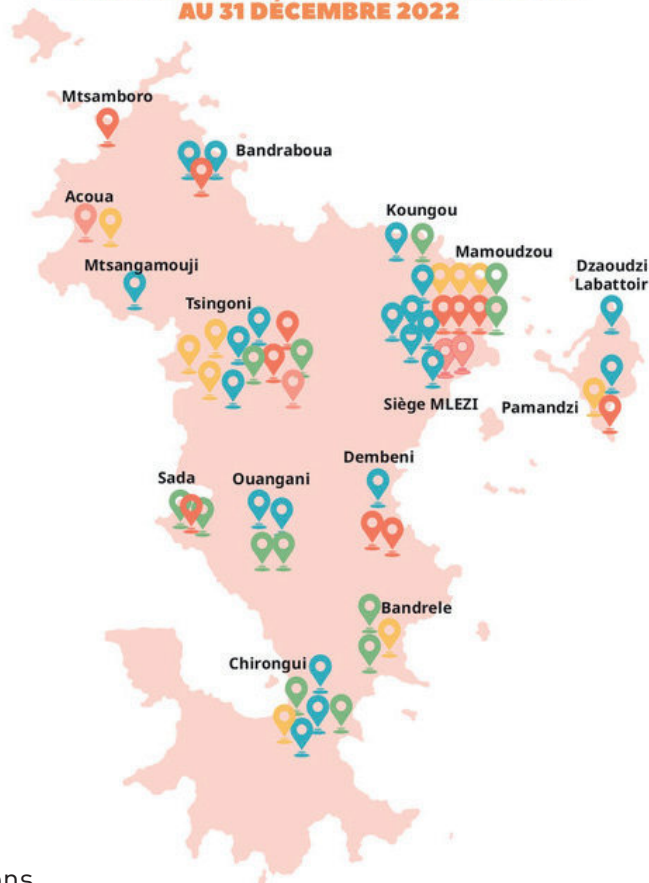 AU 31 DÉCEMBRE 2022
Mtsamboro
Bandraboua
Acoua
Koungou
Mamoudzou
Mtsangamouji
Dzaoudzi
Labattoir
Tsingoni
Siège MLEZI
Pamandzi
Dembeni
Sada
Ouangani
Bandrele
Chirongui